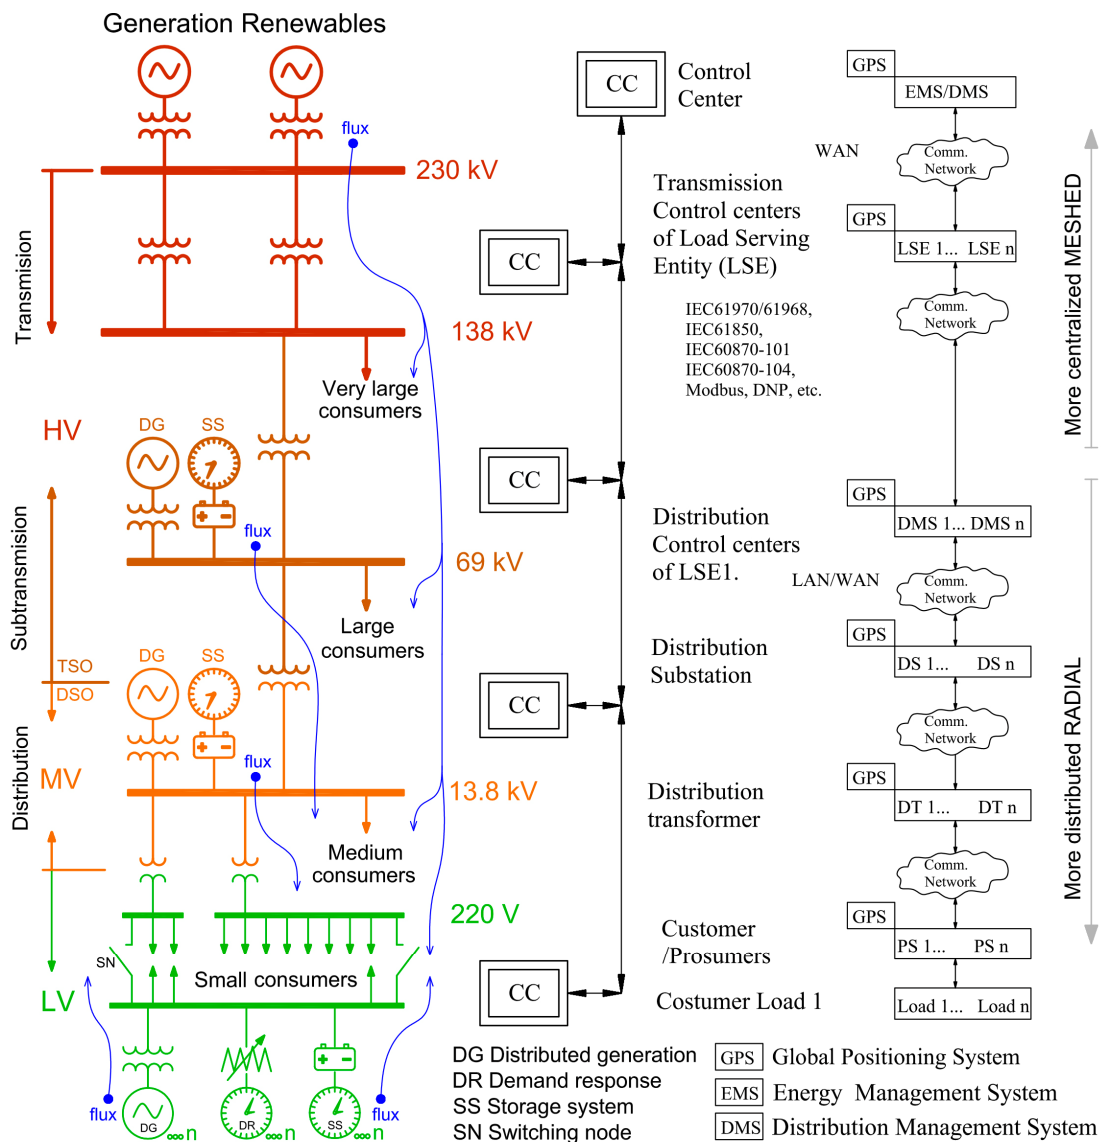 Generation Renewables
flux
230 kV
Transmision
138 kV
Very large
consumers
HV
DG
SS
flux
69 kV
Subtransmision
Large
consumers
TSO
DSO
DG
SS
flux
MV
13.8 kV
Distribution
Medium
consumers
220 V
SN
Small consumers
LV
flux
DG
n
DR
n
SS
n
flux
CC
Control
Center
CC
Transmission
Control centers
of Load Serving
Entity (LSE)
IEC61970/61968,
IEC61850,
IEC60870-101
IEC60870-104,
Modbus, DNP, etc.
CC
Distribution
Control centers
of LSE1.
Distribution
Substation
CC
Distribution
transformer
Customer
/Prosumers
CC
Costumer Load 1
GPS
EMS/DMS
WAN
Comm.
Network
GPS
LSE 1... LSE n
Comm.
Network
GPS
DMS 1... DMS n
LAN/WAN
Comm.
Network
GPS
DS 1... DS n
Comm.
Network
GPS
DT 1... DT n
Comm.
Network
GPS
PS 1... PS n
Load 1... Load n
More centralized MESHED
More distributed RADIAL
DG Distributed generation
DR Demand response
SS Storage system
SN Switching node
GPS Global Positioning System
EMS Energy Management System
DMS Distribution Management System